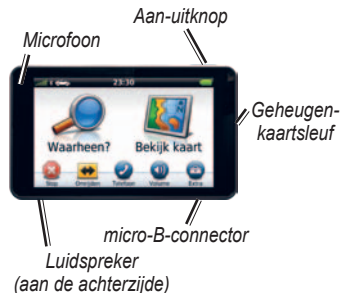 Aan-uitknop
Microfoon
23:30
Geheugen-
kaartsleuf
Waarheen? Bekijk kaart
Stop Omrijden Telefoon Volume Extra
micro-B-connector
Luidspreker
(aan de achterzijde)